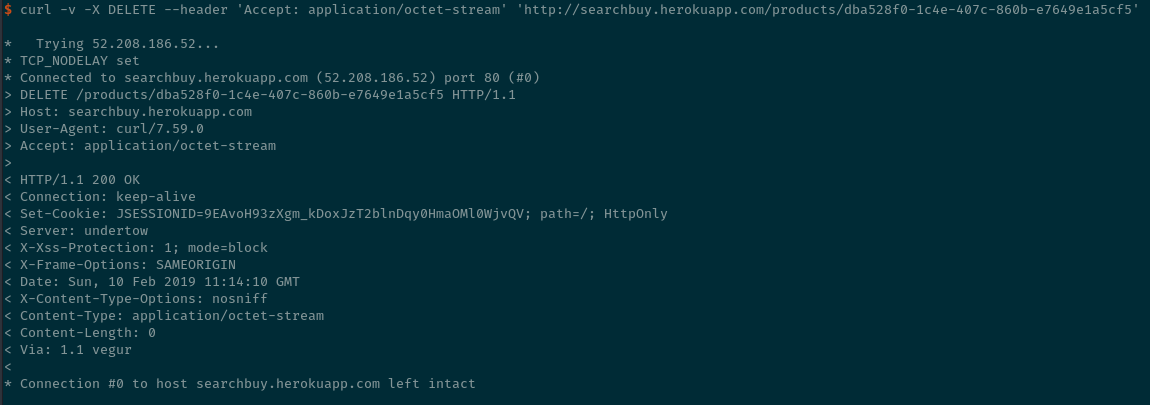 $ curl -v -X DELETE --header 'Accept: application/octet-stream' 'http://searchbuy.herokuapp.com/products/dba528f0-1c4e-407c-860b-e7649e1a5cf5'
*   Trying 52.208.186.52...
* TCP_NODELAY set
* Connected to searchbuy.herokuapp.com (52.208.186.52) port 80 (#0)
> DELETE /products/dba528f0-1c4e-407c-860b-e7649e1a5cf5 HTTP/1.1
> Host: searchbuy.herokuapp.com
> User-Agent: curl/7.59.0
> Accept: application/octet-stream
>
< HTTP/1.1 200 OK
< Connection: keep-alive
< Set-Cookie: JSESSIONID=9EAvoH93zXgm_kDoxJzT2blnDqy0HmaOMl0WjvQV; path=/; HttpOnly
< Server: undertow
< X-Xss-Protection: 1; mode=block
< X-Frame-Options: SAMEORIGIN
< Date: Sun, 10 Feb 2019 11:14:10 GMT
< X-Content-Type-Options: nosniff
< Content-Type: application/octet-stream
< Content-Length: 0
< Via: 1.1 vegur
<
* Connection #0 to host searchbuy.herokuapp.com left intact